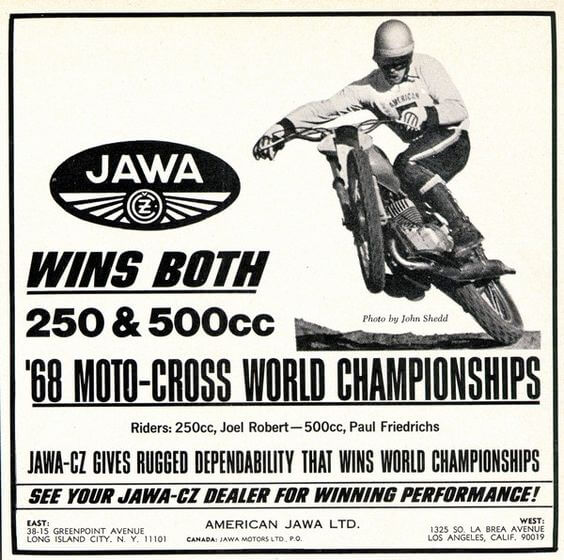 AMERICAN
JAWA
CZ
WINS BOTH
250 & 500cc
Photo by John Shedd
'68 MOTO-CROSS WORLD CHAMPIONSHIPS
Riders: 250cc, Joel Robert—500cc, Paul Friedrichs
JAWA-CZ GIVES RUGGED DEPENDABILITY THAT WINS WORLD CHAMPIONSHIPS
SEE YOUR JAWA-CZ DEALER FOR WINNING PERFORMANCE!
EAST:
38-15 GREENPOINT AVENUE
LONG ISLAND CITY. N. Y. 11101
AMERICAN JAWA LTD.
CANADA: JAWA MOTORS LTD., P.Q.
WEST:
1325 SO. LA BREA AVENUE
LOS ANGELES, CALIF. 90019